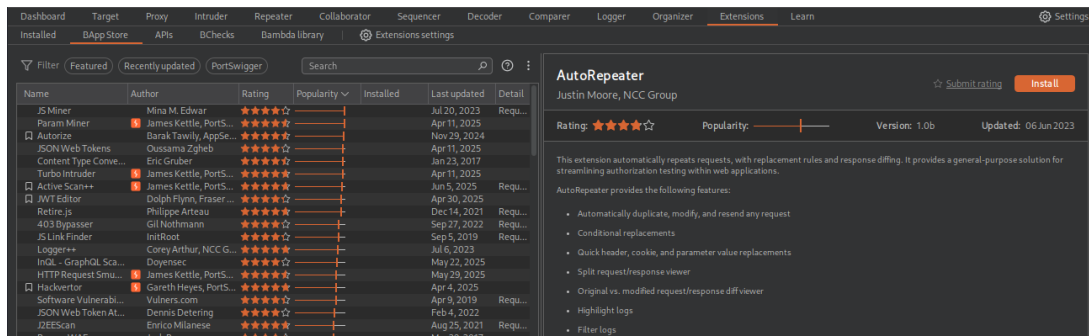 Dashboard Target Proxy Intruder Repeater Collaborator Sequencer Decoder Comparer Logger Organizer Extensions Learn Settings
Installed BApp Store APIs BChecks Bambda library Extensions settings
Filter Featured Recently updated PortSwigger Search
Name Author Rating Popularity Installed Last updated Detail
JS Miner Mina M. Edwar Jul 20, 2023 Requ...
Param Miner James Kettle, PortS... Apr 11, 2025
Autorize Barak Tawily, AppSe... Nov 29, 2024
JSON Web Tokens Oussama Zgheb Apr 11, 2025
Content Type Conve... Eric Gruber Jan 23, 2017
Turbo Intruder James Kettle, PortS... Apr 11, 2025
Active Scan++ James Kettle, PortS... Jun 5, 2025 Requ...
JWT Editor Dolph Flynn, Fraser ... Apr 30, 2025
Retire.js Philippe Arteau Dec 14, 2021 Requ...
403 Bypasser Gil Nothmann Sep 27, 2022 Requ...
JS Link Finder InitRoot Sep 5, 2019 Requ...
Logger++ Corey Arthur, NCC G... Jul 6, 2023
InQL - GraphQL Sca... Doyensec May 22, 2025
HTTP Request Smu... James Kettle, PortS... May 29, 2025
Hackvertor Gareth Heyes, PortS... Apr 4, 2025
Software Vulnerabi... Vulners.com Apr 9, 2019 Requ...
JSON Web Token At... Dennis Detering Feb 4, 2022
J2EEScan Enrico Milanese Aug 25, 2021 Requ...
AutoRepeater
Justin Moore, NCC Group
Submit rating Install
Rating: Popularity: Version: 1.0b Updated: 06 Jun 2023
This extension automatically repeats requests, with replacement rules and response diffing. It provides a general-purpose solution for
streamlining authorization testing within web applications.
AutoRepeater provides the following features:
• Automatically duplicate, modify, and resend any request
• Conditional replacements
• Quick header, cookie, and parameter value replacements
• Split request/response viewer
• Original vs. modified request/response diff viewer
• Highilight logs
• Filter logs